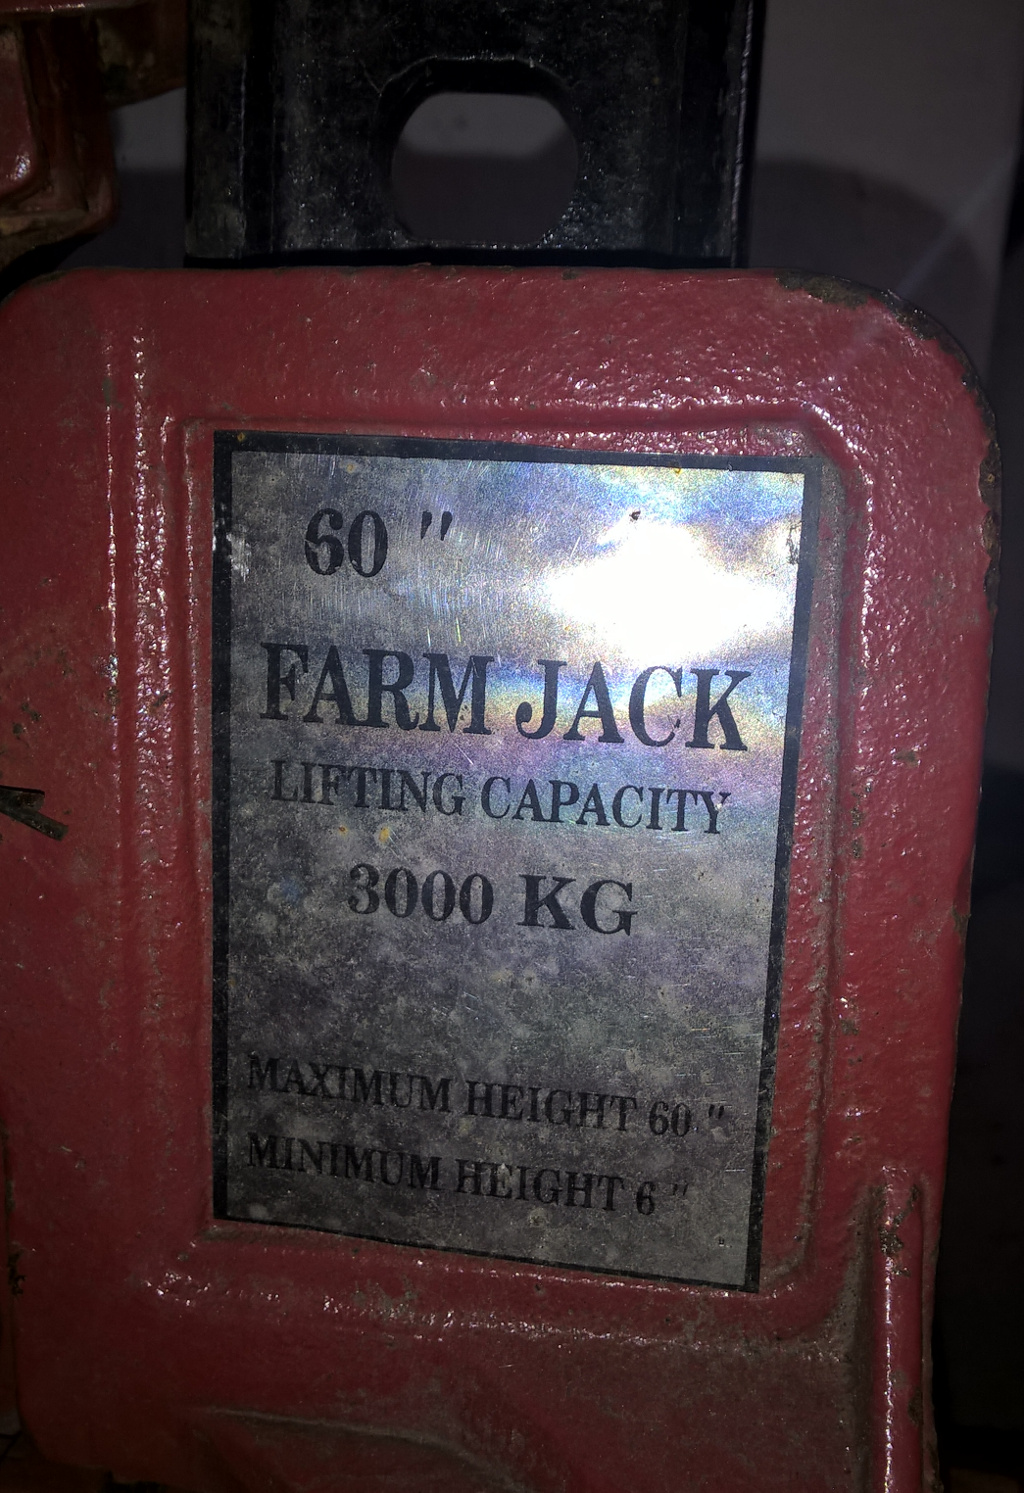 60 "
FARM JACK
LIFTING CAPACITY
3000 KG
MAXIMUM HEIGHT 60 "
MINIMUM HEIGHT 6 "